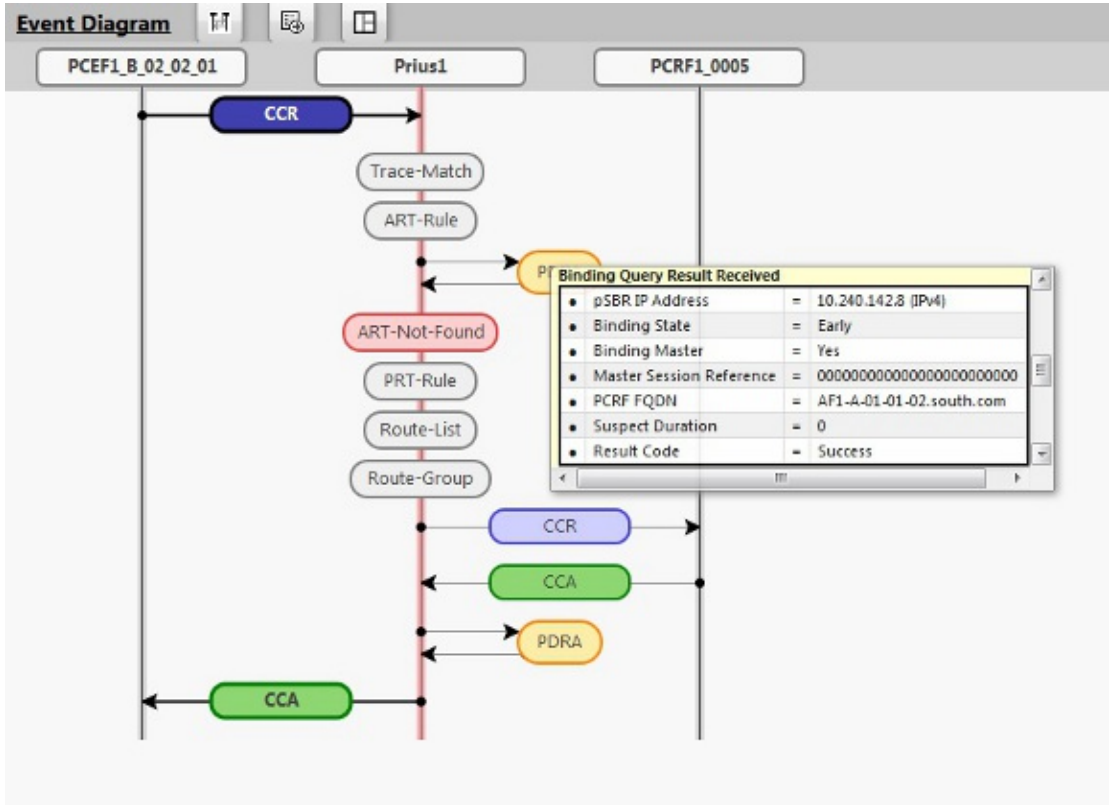 Event Diagram
PCEF1_B_02_02_01 Prius1 PCRF1_0005
CCR
Trace-Match
ART-Rule
Binding Query Result Received
• pSBR IP Address = 10.240.142.8 (IPv4)
• Binding State = Early
• Binding Master = Yes
• Master Session Reference = 000000000000000000000000
• PCRF FQDN = AF1-A-01-01-02.south.com
• Suspect Duration = 0
• Result Code = Success
ART-Not-Found
PRT-Rule
Route-List
Route-Group
CCR
CCA
PDRA
CCA